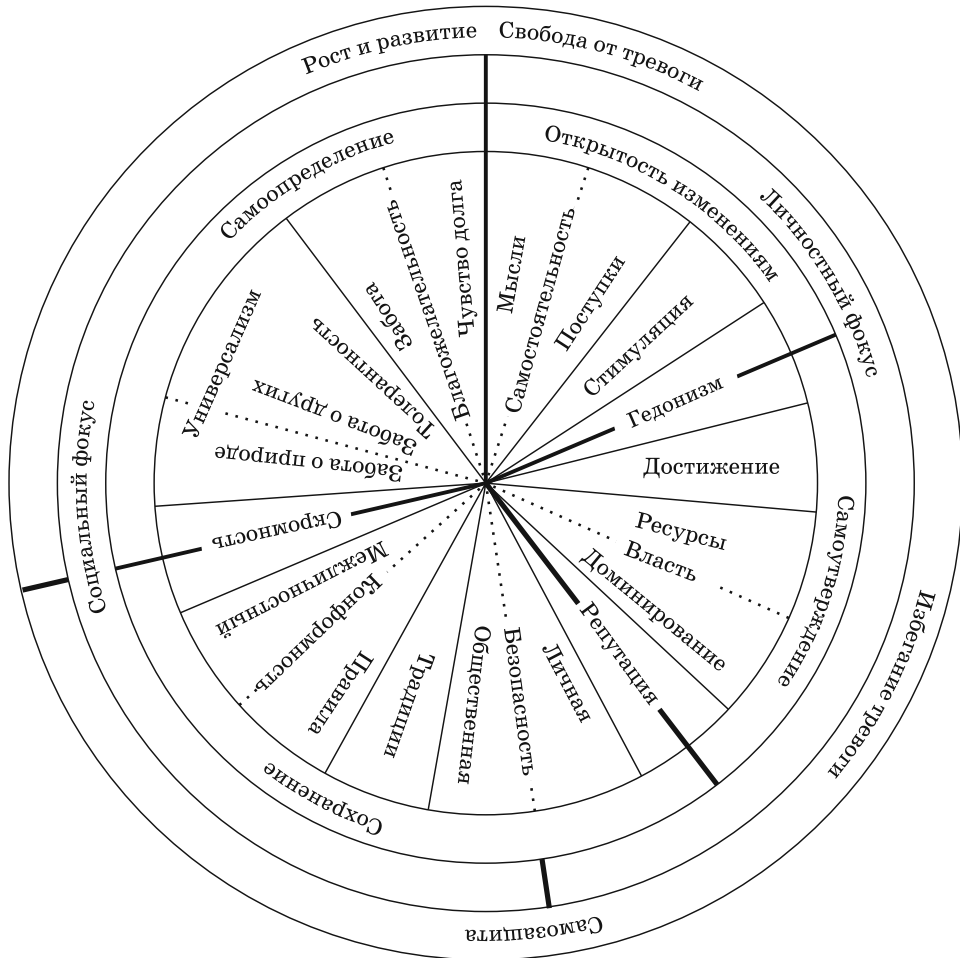 Рост и развитие
Свобода от тревоги
Избегание тревоги
Самозащита
Социальный фокус
Личностный фокус
Самоопределение
Открытость изменениям
Самоутверждение
Сохранение
Мысли
Самостоятельность
Поступки
Стимуляция
Гедонизм
Достижение
Ресурсы
Власть
Доминирование
Репутация
Личная
Безопасность
Общественная
Традиции
Правила
Конформность
Межличностный
Скромность
Забота о природе
Универсализм
Забота о других
Толерантность
Забота
Благожелательность
Чувство долга